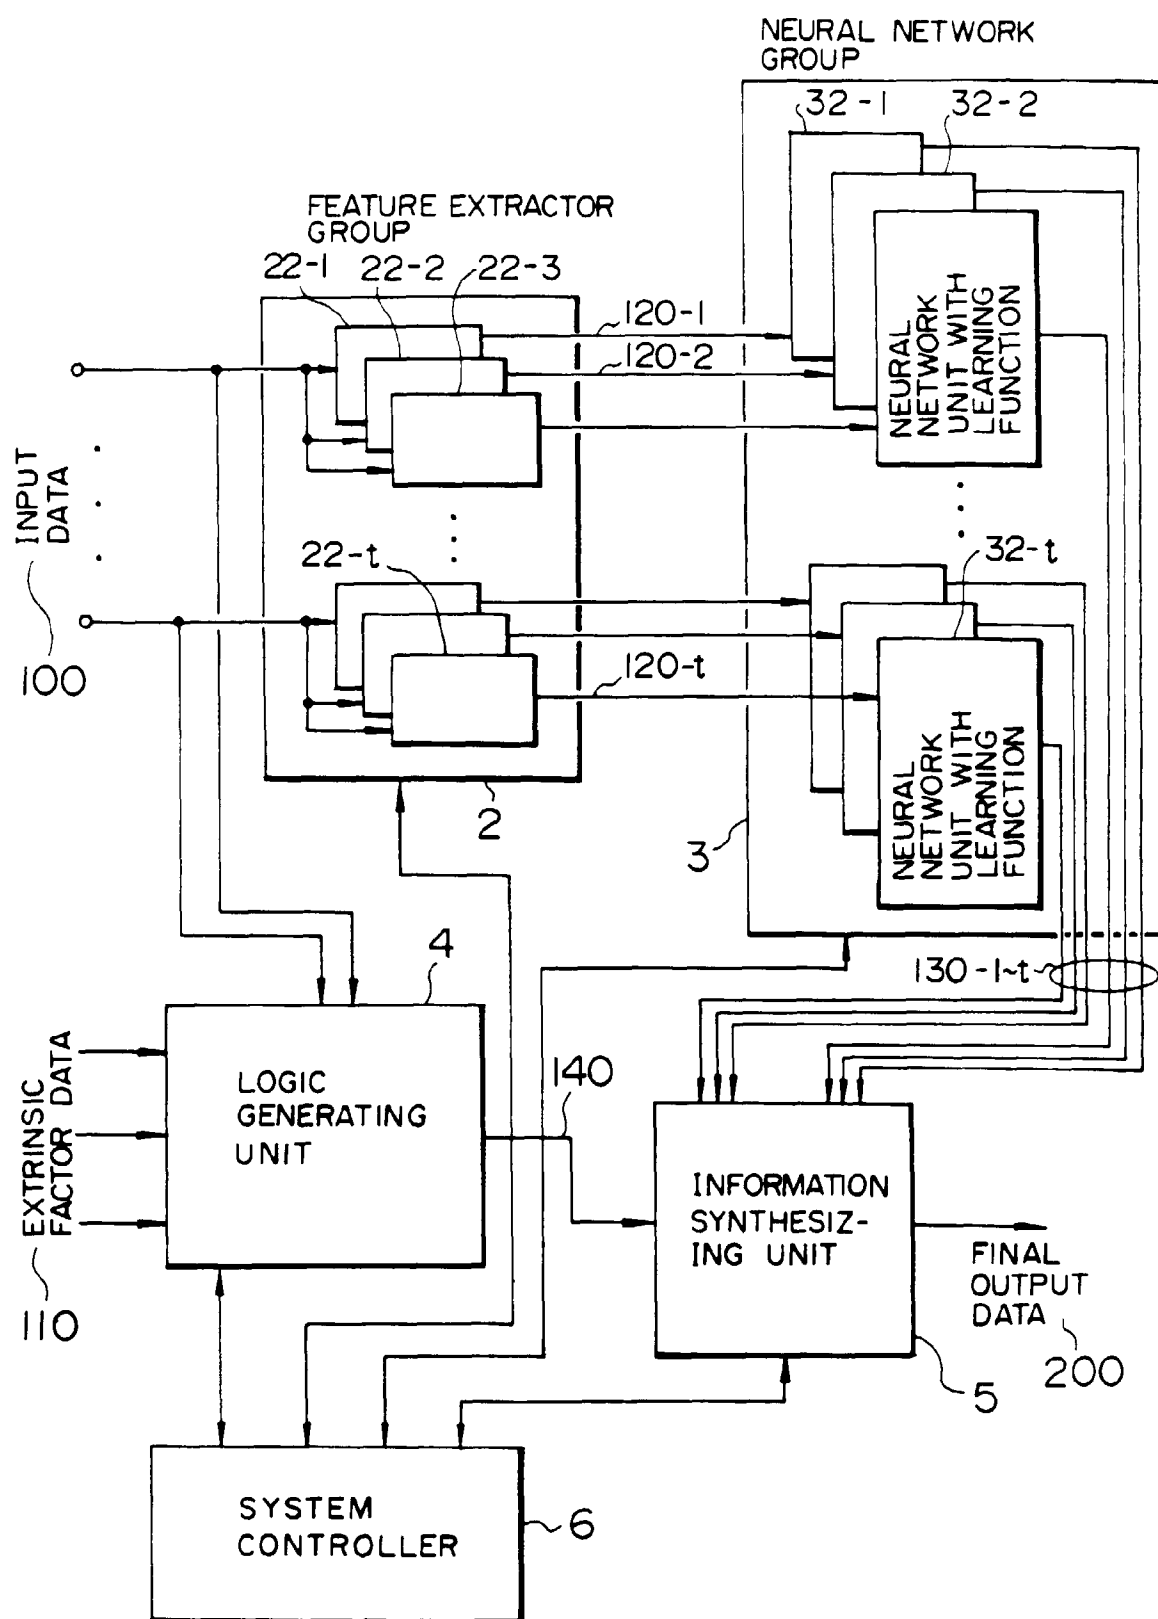 NEURAL NETWORK
GROUP
32-1
32-2
FEATURE EXTRACTOR
GROUP
22-1
22-2
22-3
120-1
120-2
NEURAL
NETWORK
UNIT WITH
LEARNING
FUNCTION
INPUT
DATA
100
22-t
32-t
120-t
NEURAL
NETWORK
UNIT WITH
LEARNING
FUNCTION
2
3
4
130-1~t
EXTRINSIC
FACTOR DATA
110
LOGIC
GENERATING
UNIT
140
INFORMATION
SYNTHESIZ-
ING UNIT
FINAL
OUTPUT
DATA
200
5
SYSTEM
CONTROLLER
6